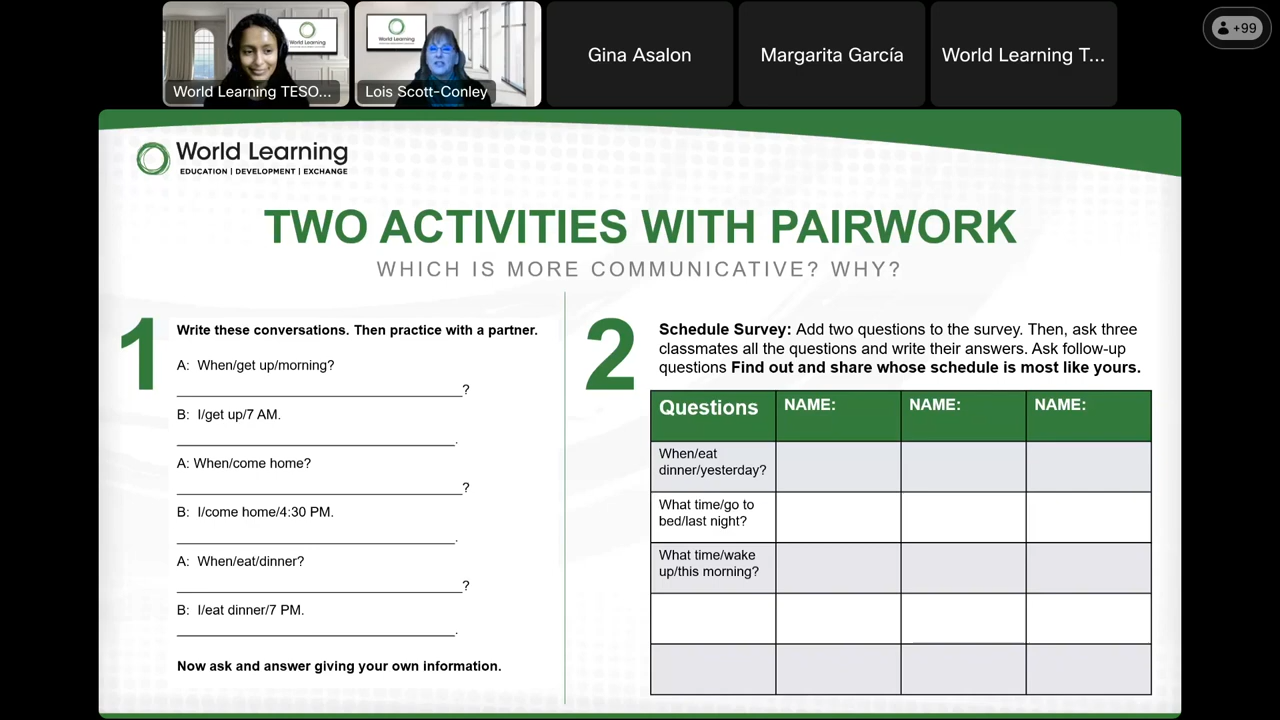 World Learning TESO...
Lois Scott-Conley
Gina Asalon
Margarita García
World Learning T...
+99
World Learning
EDUCATION | DEVELOPMENT | EXCHANGE
TWO ACTIVITIES WITH PAIRWORK
WHICH IS MORE COMMUNICATIVE? WHY?
1
Write these conversations. Then practice with a partner.
A: When/get up/morning?
?
B: I/get up/7 AM.
.
A: When/come home?
?
B: I/come home/4:30 PM.
.
A: When/eat/dinner?
?
B: I/eat dinner/7 PM.
.
Now ask and answer giving your own information.
2
Schedule Survey: Add two questions to the survey. Then, ask three
classmates all the questions and write their answers. Ask follow-up
questions Find out and share whose schedule is most like yours.
Questions NAME: NAME: NAME:
When/eat
dinner/yesterday?
What time/go to
bed/last night?
What time/wake
up/this morning?